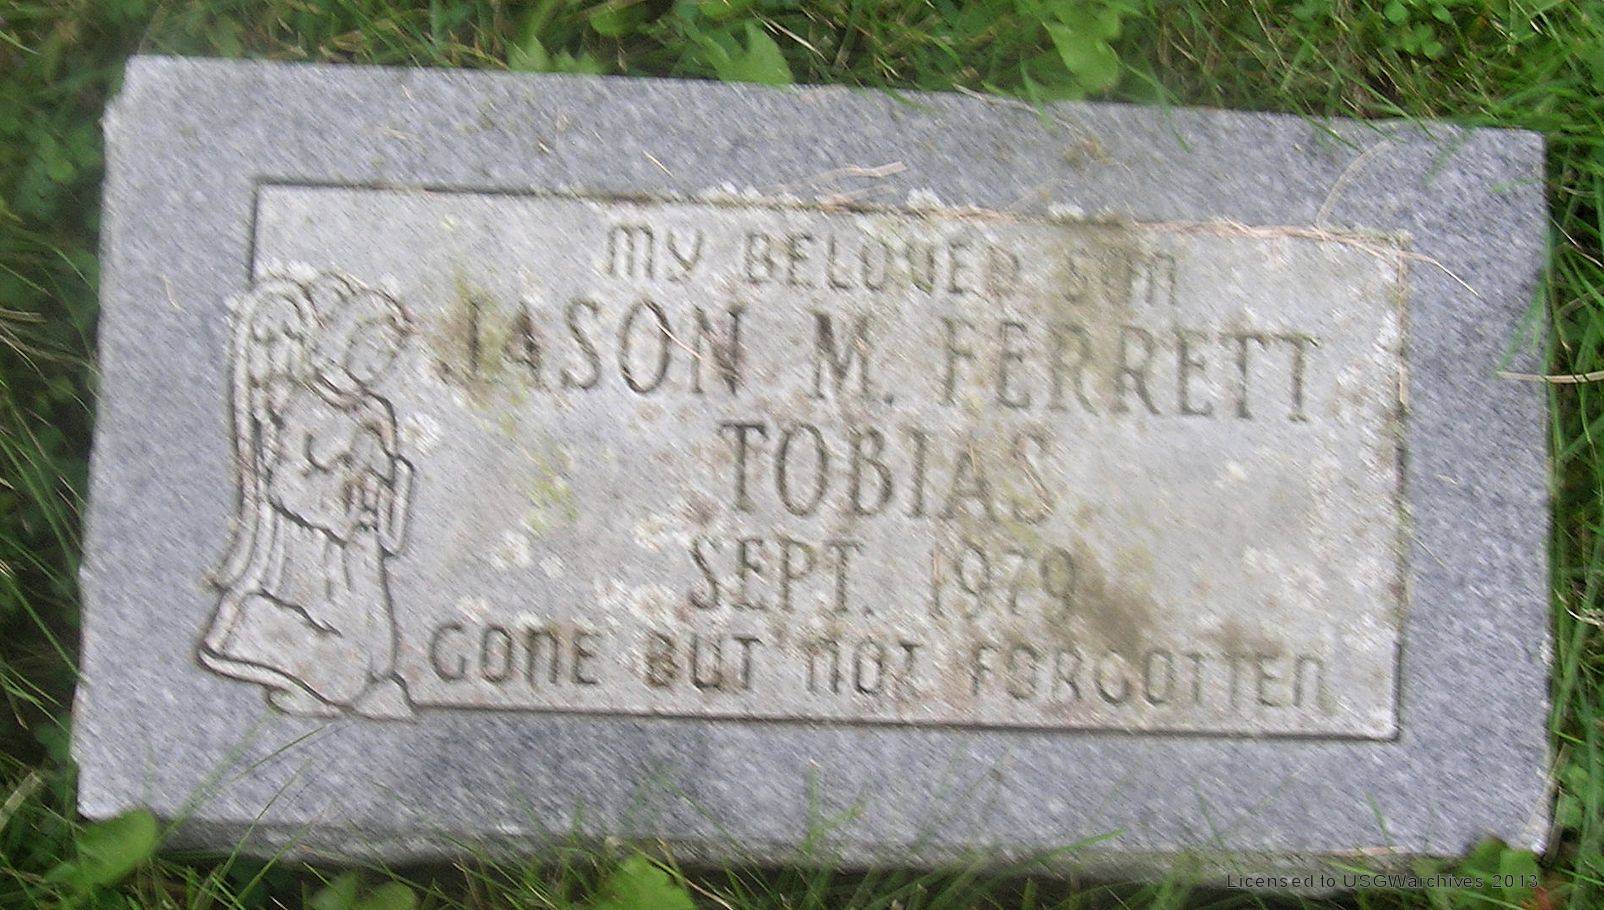 MY BELOVED SON
JASON M. FERRETT
TOBIAS
SEPT. 1979
GONE BUT NOT FORGOTTEN
Licensed to USGWarchives 2013